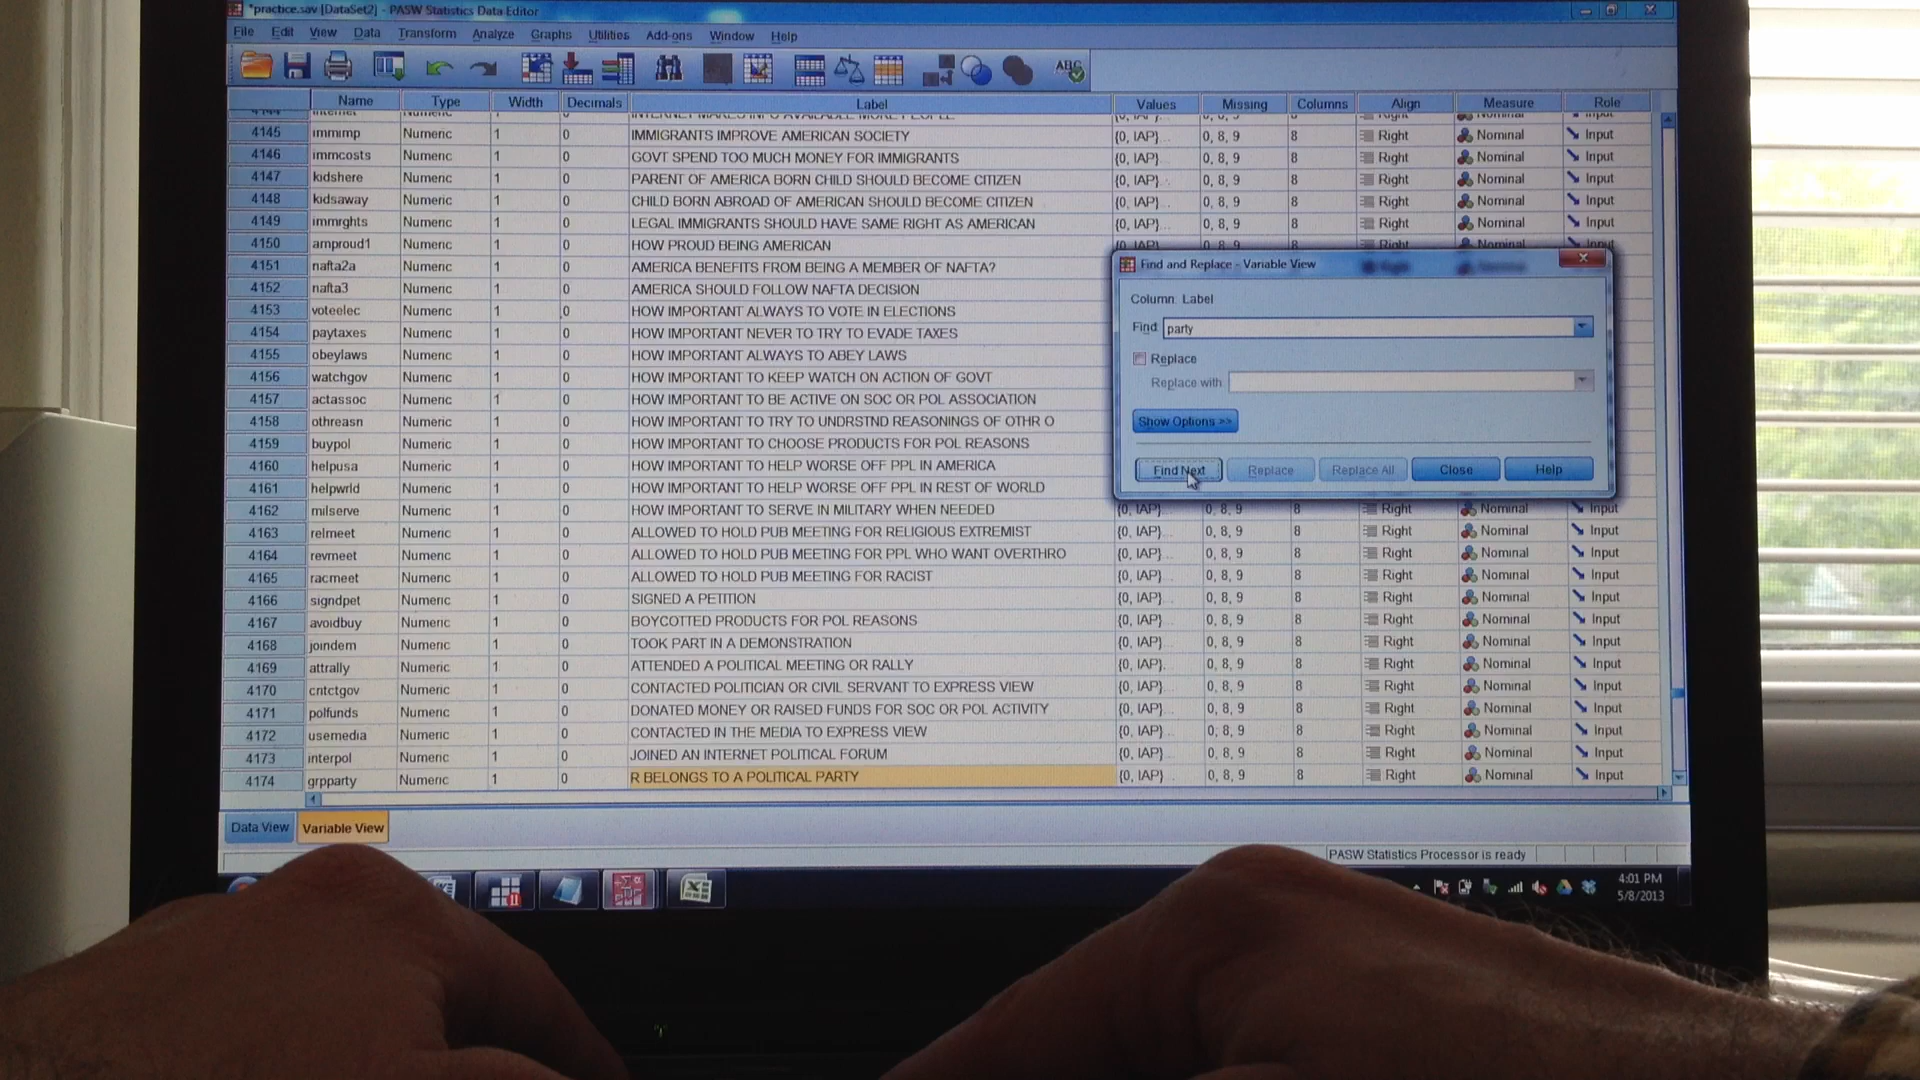 *practice.sav [DataSet2] - PASW Statistics Data Editor
File Edit View Data Transform Analyze Graphs Utilities Add-ons Window Help
ABC
Name Type Width Decimals Label Values Missing Columns Align Measure Role
4144 internet Numeric 1 INTERNET MAKES INFO AVAILABLE MORE PEOPLE {0, IAP}... 0, 8, 9 8 Right Nominal Input
4145 immimp Numeric 1 0 IMMIGRANTS IMPROVE AMERICAN SOCIETY {0, IAP}... 0, 8, 9 8 Right Nominal Input
4146 immcosts Numeric 1 0 GOVT SPEND TOO MUCH MONEY FOR IMMIGRANTS {0, IAP}... 0, 8, 9 8 Right Nominal Input
4147 kidshere Numeric 1 0 PARENT OF AMERICA BORN CHILD SHOULD BECOME CITIZEN {0, IAP}... 0, 8, 9 8 Right Nominal Input
4148 kidsaway Numeric 1 0 CHILD BORN ABROAD OF AMERICAN SHOULD BECOME CITIZEN {0, IAP}... 0, 8, 9 8 Right Nominal Input
4149 immrghts Numeric 1 0 LEGAL IMMIGRANTS SHOULD HAVE SAME RIGHT AS AMERICAN {0, IAP}... 0, 8, 9 8 Right Nominal Input
4150 amproud1 Numeric 1 0 HOW PROUD BEING AMERICAN {0, IAP}... 0, 8, 9 8 Right Nominal Input
4151 nafta2a Numeric 1 0 AMERICA BENEFITS FROM BEING A MEMBER OF NAFTA?
4152 nafta3 Numeric 1 0 AMERICA SHOULD FOLLOW NAFTA DECISION
4153 voteelec Numeric 1 0 HOW IMPORTANT ALWAYS TO VOTE IN ELECTIONS
4154 paytaxes Numeric 1 0 HOW IMPORTANT NEVER TO TRY TO EVADE TAXES
4155 obeylaws Numeric 1 0 HOW IMPORTANT ALWAYS TO ABEY LAWS
4156 watchgov Numeric 1 0 HOW IMPORTANT TO KEEP WATCH ON ACTION OF GOVT
4157 actassoc Numeric 1 0 HOW IMPORTANT TO BE ACTIVE ON SOC OR POL ASSOCIATION
4158 othreasn Numeric 1 0 HOW IMPORTANT TO TRY TO UNDRSTND REASONINGS OF OTHR O
4159 buypol Numeric 1 0 HOW IMPORTANT TO CHOOSE PRODUCTS FOR POL REASONS
4160 helpusa Numeric 1 0 HOW IMPORTANT TO HELP WORSE OFF PPL IN AMERICA
4161 helpwrld Numeric 1 0 HOW IMPORTANT TO HELP WORSE OFF PPL IN REST OF WORLD
4162 milserve Numeric 1 0 HOW IMPORTANT TO SERVE IN MILITARY WHEN NEEDED {0, IAP}... 0, 8, 9 8 Right Nominal Input
4163 relmeet Numeric 1 0 ALLOWED TO HOLD PUB MEETING FOR RELIGIOUS EXTREMIST {0, IAP}... 0, 8, 9 8 Right Nominal Input
4164 revmeet Numeric 1 0 ALLOWED TO HOLD PUB MEETING FOR PPL WHO WANT OVERTHRO {0, IAP}... 0, 8, 9 8 Right Nominal Input
4165 racmeet Numeric 1 0 ALLOWED TO HOLD PUB MEETING FOR RACIST {0, IAP}... 0, 8, 9 8 Right Nominal Input
4166 signdpet Numeric 1 0 SIGNED A PETITION {0, IAP}... 0, 8, 9 8 Right Nominal Input
4167 avoidbuy Numeric 1 0 BOYCOTTED PRODUCTS FOR POL REASONS {0, IAP}... 0, 8, 9 8 Right Nominal Input
4168 joindem Numeric 1 0 TOOK PART IN A DEMONSTRATION {0, IAP}... 0, 8, 9 8 Right Nominal Input
4169 attrally Numeric 1 0 ATTENDED A POLITICAL MEETING OR RALLY {0, IAP}... 0, 8, 9 8 Right Nominal Input
4170 cntctgov Numeric 1 0 CONTACTED POLITICIAN OR CIVIL SERVANT TO EXPRESS VIEW {0, IAP}... 0, 8, 9 8 Right Nominal Input
4171 polfunds Numeric 1 0 DONATED MONEY OR RAISED FUNDS FOR SOC OR POL ACTIVITY {0, IAP}... 0, 8, 9 8 Right Nominal Input
4172 usemedia Numeric 1 0 CONTACTED IN THE MEDIA TO EXPRESS VIEW {0, IAP}... 0, 8, 9 8 Right Nominal Input
4173 interpol Numeric 1 0 JOINED AN INTERNET POLITICAL FORUM {0, IAP}... 0, 8, 9 8 Right Nominal Input
4174 grpparty Numeric 1 0 R BELONGS TO A POLITICAL PARTY {0, IAP}... 0, 8, 9 8 Right Nominal Input
Find and Replace - Variable View
Column: Label
Find party
Replace
Replace with
Show Options >>
Find Next Replace Replace All Close Help
Data View Variable View
PASW Statistics Processor is ready
4:01 PM
5/8/2013